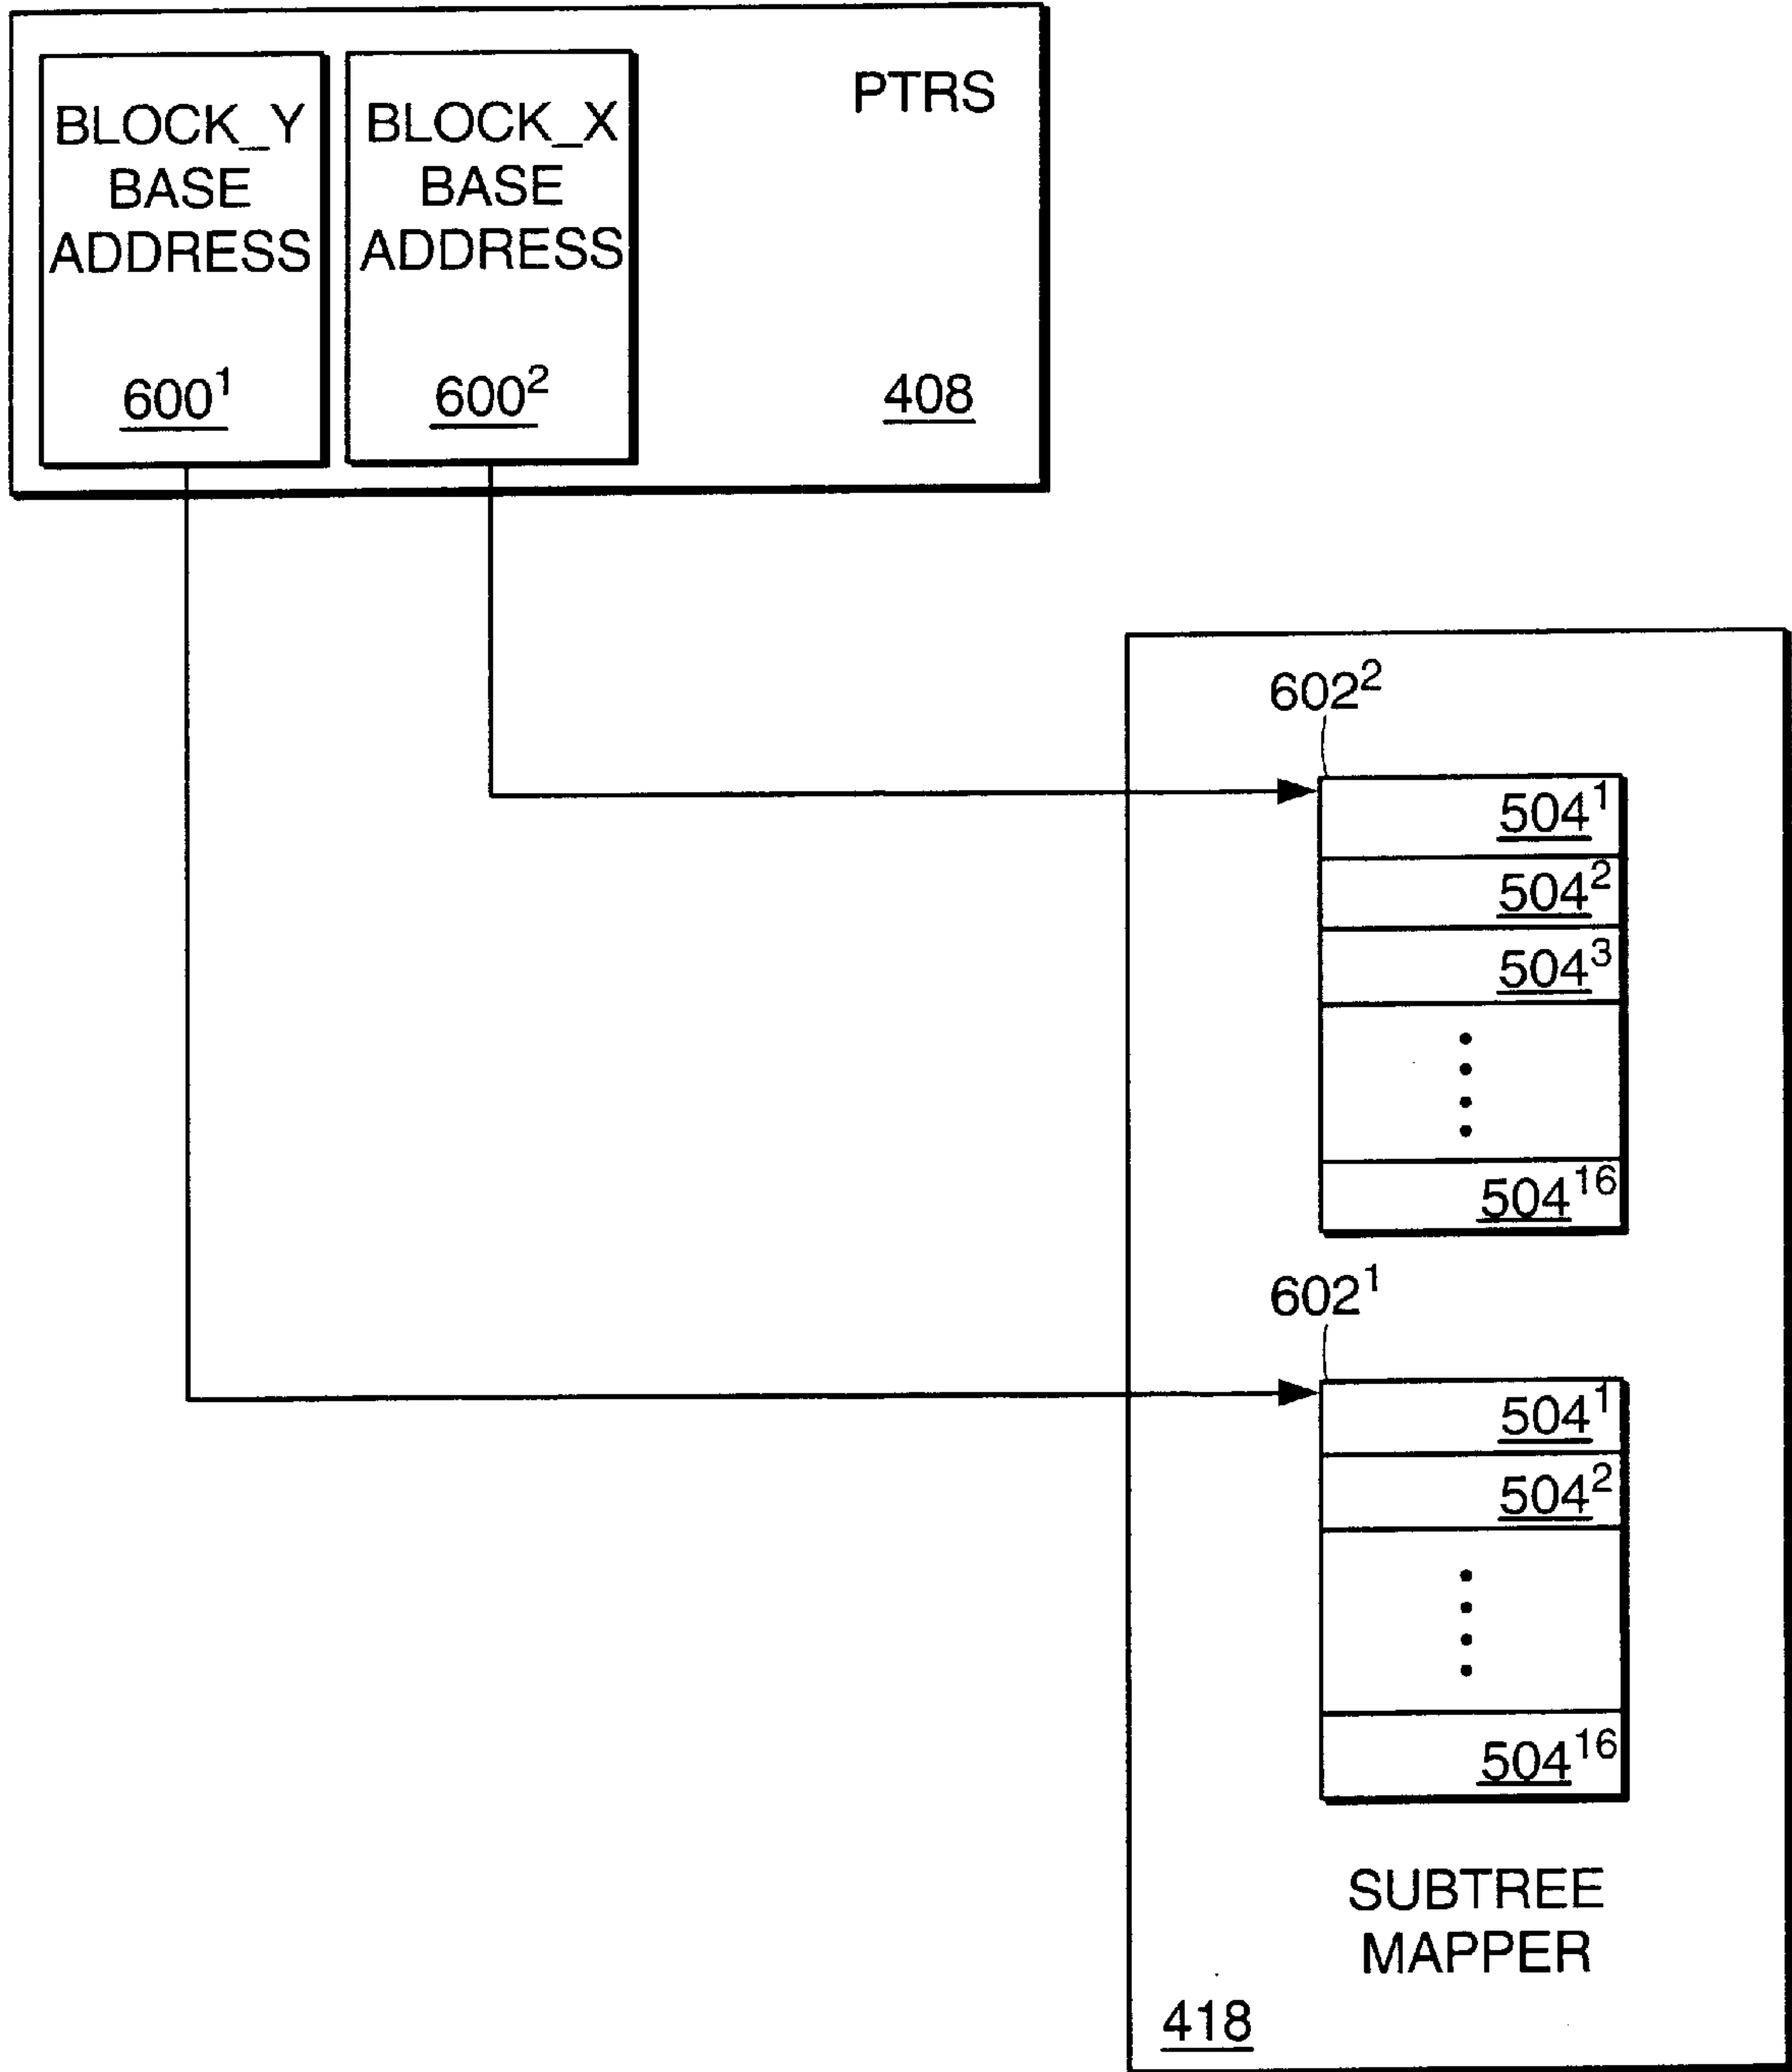 BLOCK_Y
BASE
ADDRESS
600¹
BLOCK_X
BASE
ADDRESS
600²
PTRS
408
602²
504¹
504²
504³
504¹⁶
602¹
504¹
504²
504¹⁶
SUBTREE
MAPPER
418